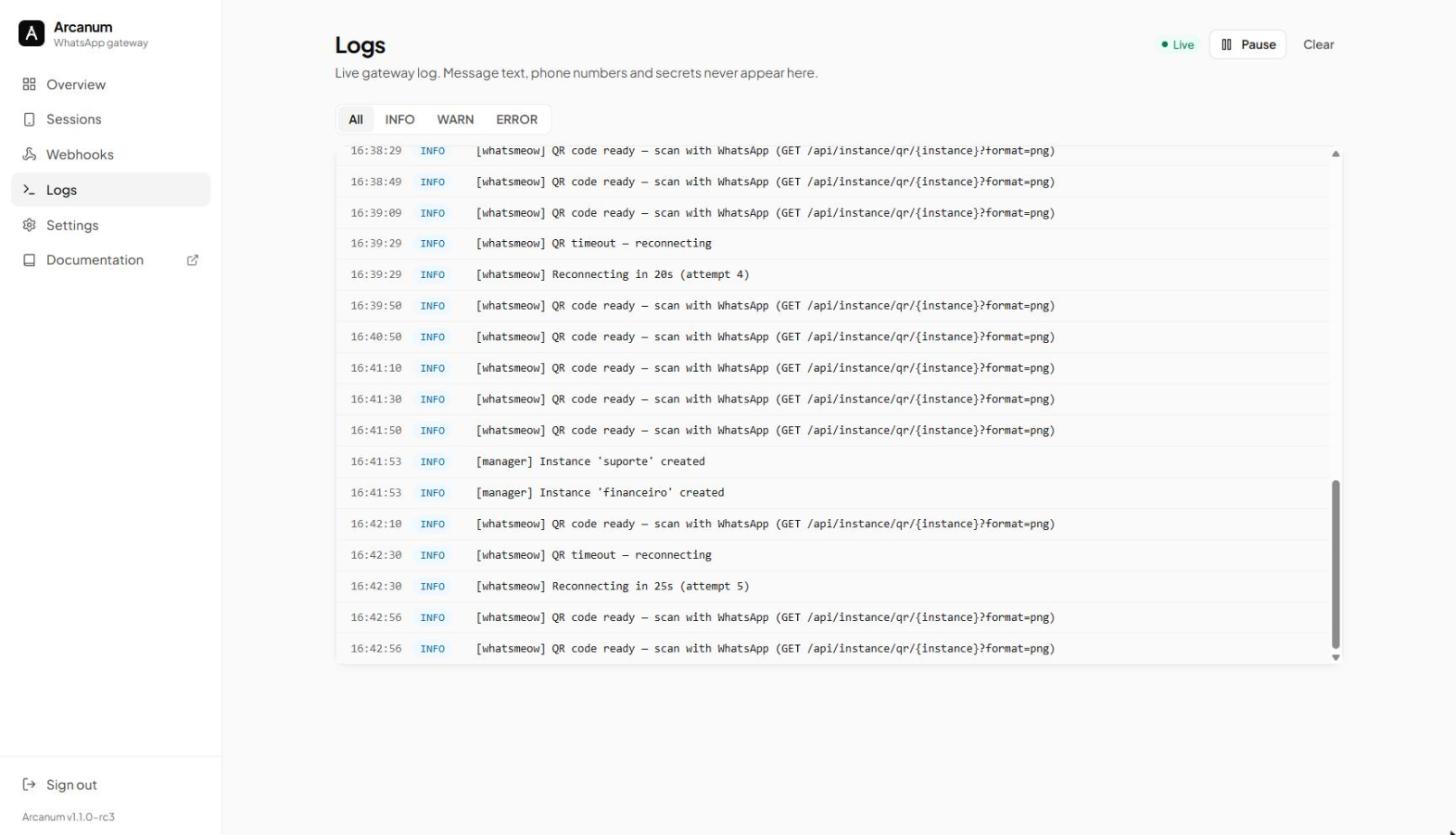 Arcanum
WhatsApp gateway
Overview
Sessions
Webhooks
Logs
Settings
Documentation
Sign out
Arcanum v1.1.0-rc3
Logs
Live gateway log. Message text, phone numbers and secrets never appear here.
Live Pause Clear
All INFO WARN ERROR
16:38:29 INFO [whatsmeow] QR code ready — scan with WhatsApp (GET /api/instance/qr/{instance}?format=png)
16:38:49 INFO [whatsmeow] QR code ready — scan with WhatsApp (GET /api/instance/qr/{instance}?format=png)
16:39:09 INFO [whatsmeow] QR code ready — scan with WhatsApp (GET /api/instance/qr/{instance}?format=png)
16:39:29 INFO [whatsmeow] QR timeout — reconnecting
16:39:29 INFO [whatsmeow] Reconnecting in 20s (attempt 4)
16:39:50 INFO [whatsmeow] QR code ready — scan with WhatsApp (GET /api/instance/qr/{instance}?format=png)
16:40:50 INFO [whatsmeow] QR code ready — scan with WhatsApp (GET /api/instance/qr/{instance}?format=png)
16:41:10 INFO [whatsmeow] QR code ready — scan with WhatsApp (GET /api/instance/qr/{instance}?format=png)
16:41:30 INFO [whatsmeow] QR code ready — scan with WhatsApp (GET /api/instance/qr/{instance}?format=png)
16:41:50 INFO [whatsmeow] QR code ready — scan with WhatsApp (GET /api/instance/qr/{instance}?format=png)
16:41:53 INFO [manager] Instance 'suporte' created
16:41:53 INFO [manager] Instance 'financeiro' created
16:42:10 INFO [whatsmeow] QR code ready — scan with WhatsApp (GET /api/instance/qr/{instance}?format=png)
16:42:30 INFO [whatsmeow] QR timeout — reconnecting
16:42:30 INFO [whatsmeow] Reconnecting in 25s (attempt 5)
16:42:56 INFO [whatsmeow] QR code ready — scan with WhatsApp (GET /api/instance/qr/{instance}?format=png)
16:42:56 INFO [whatsmeow] QR code ready — scan with WhatsApp (GET /api/instance/qr/{instance}?format=png)